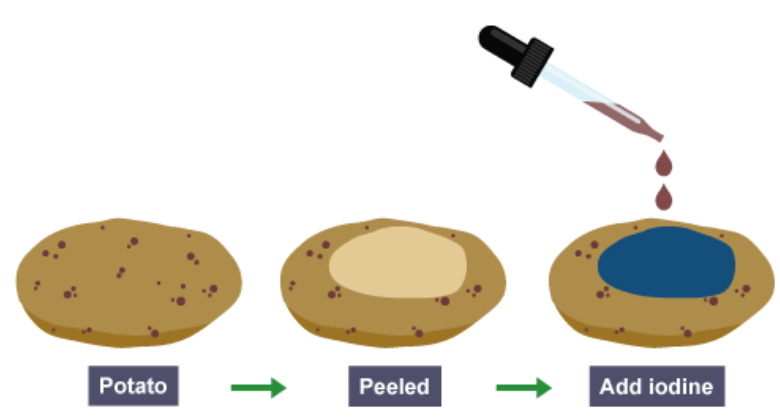 Potato
Peeled
Add iodine